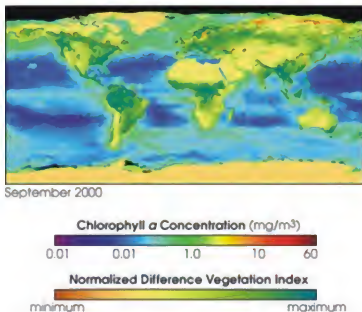 September 2000
Chlorophyll a Concentration (mg/m³)
0.01 0.01 1.0 10 60
Normalized Difference Vegetation Index
minimum maximum